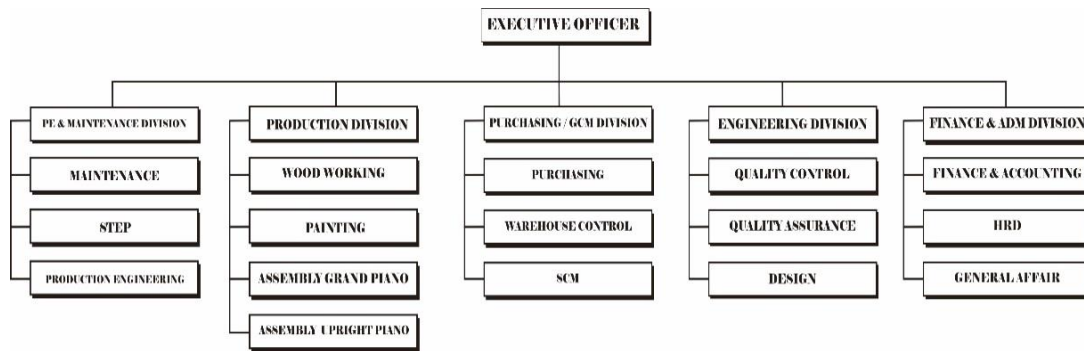 EXECUTIVE OFFICER
PE & MAINTENANCE DIVISION
MAINTENANCE
STEP
PRODUCTION ENGINEERING
PRODUCTION DIVISION
WOOD WORKING
PAINTING
ASSEMBLY GRAND PIANO
ASSEMBLY UPRIGHT PIANO
PURCHASING / GCM DIVISION
PURCHASING
WAREHOUSE CONTROL
SCM
ENGINEERING DIVISION
QUALITY CONTROL
QUALITY ASSURANCE
DESIGN
FINANCE & ADM DIVISION
FINANCE & ACCOUNTING
HRD
GENERAL AFFAIR